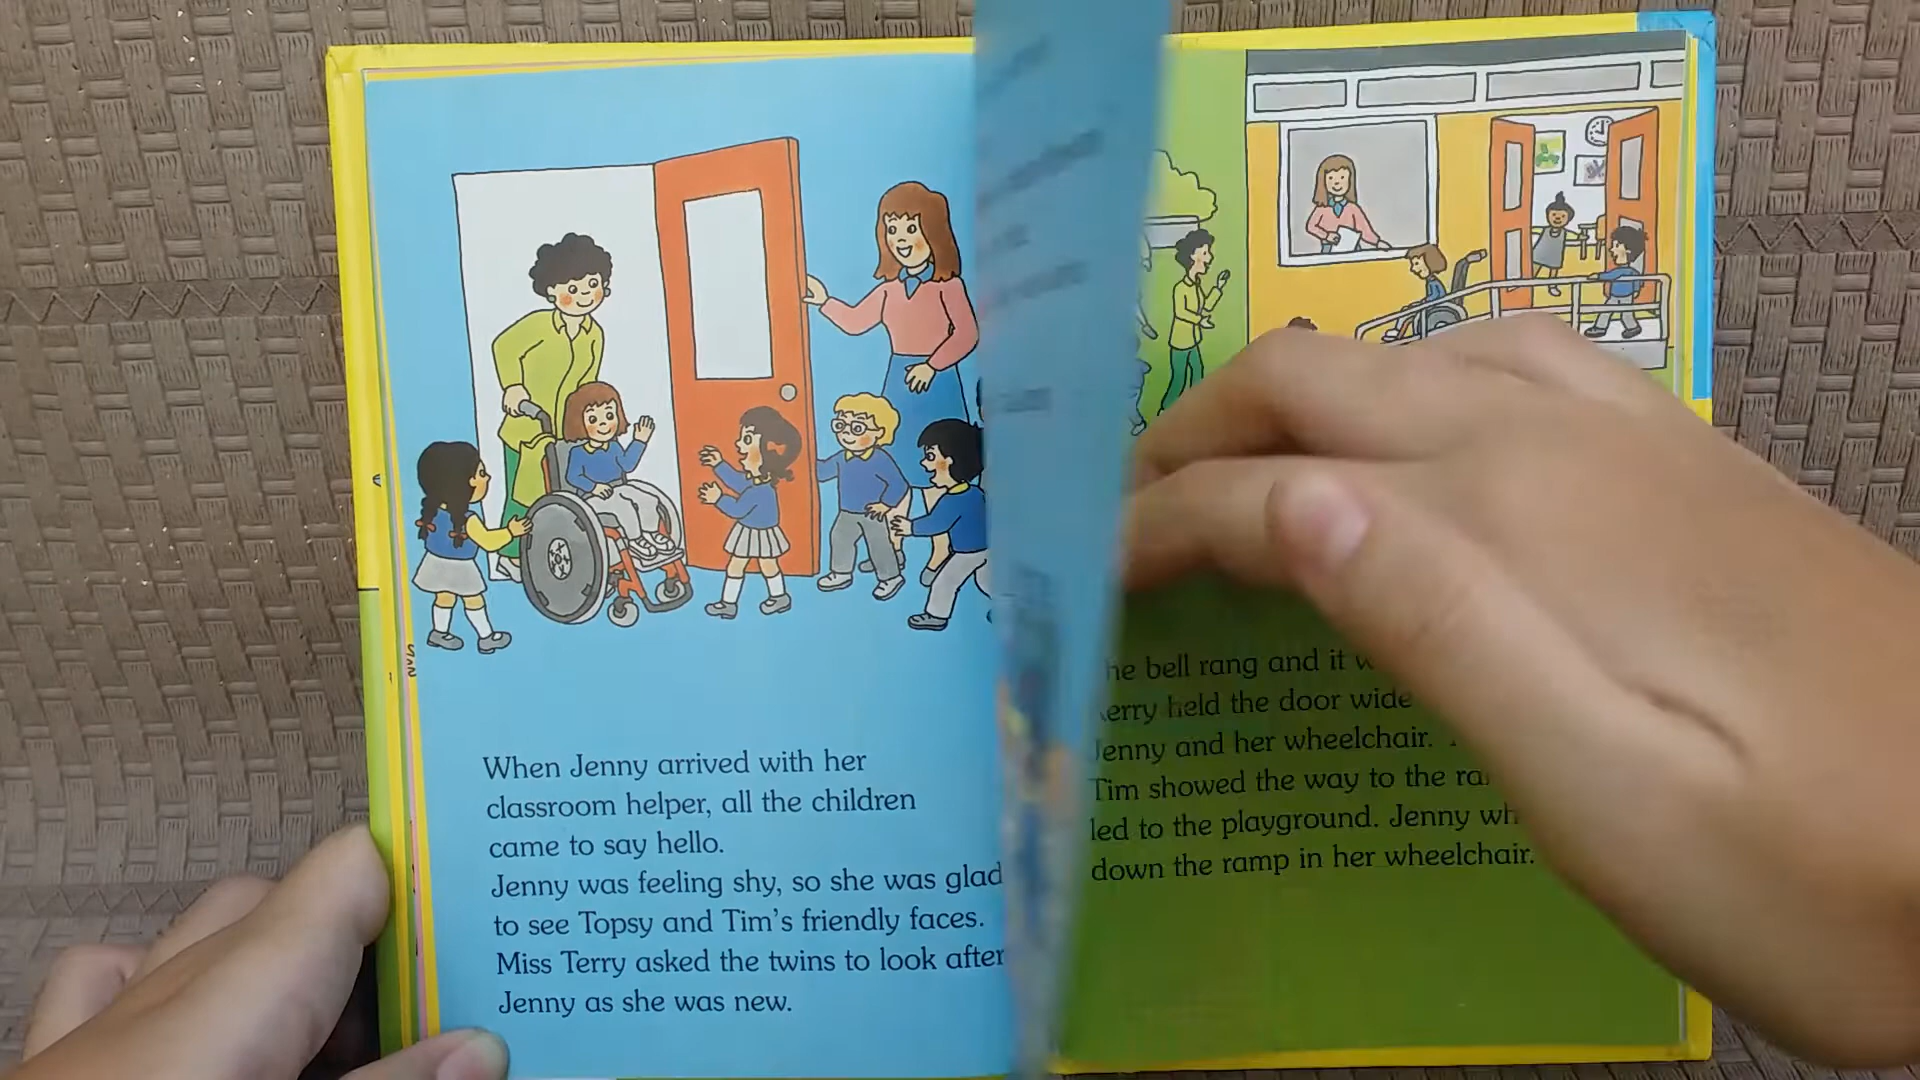 When Jenny arrived with her
classroom helper, all the children
came to say hello.
Jenny was feeling shy, so she was glad
to see Topsy and Tim's friendly faces.
Miss Terry asked the twins to look after
Jenny as she was new.
bell rang and it
held the door wide
Jenny and her wheelchair.
Tim showed the way to the
led to the playground. Jenny
down the ramp in her wheelchair.